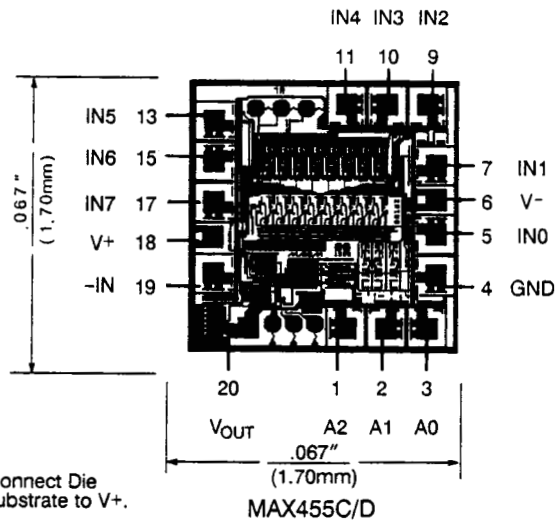 IN4 IN3 IN2
11 10 9
IN5 13
IN6 15
7 IN1
IN7 17
6 V-
V+ 18
5 IN0
-IN 19
4 GND
.067"
(1.70mm)
20 1 2 3
VOUT A2 A1 A0
.067"
(1.70mm)
onnect Die
ubstrate to V+.
MAX455C/D